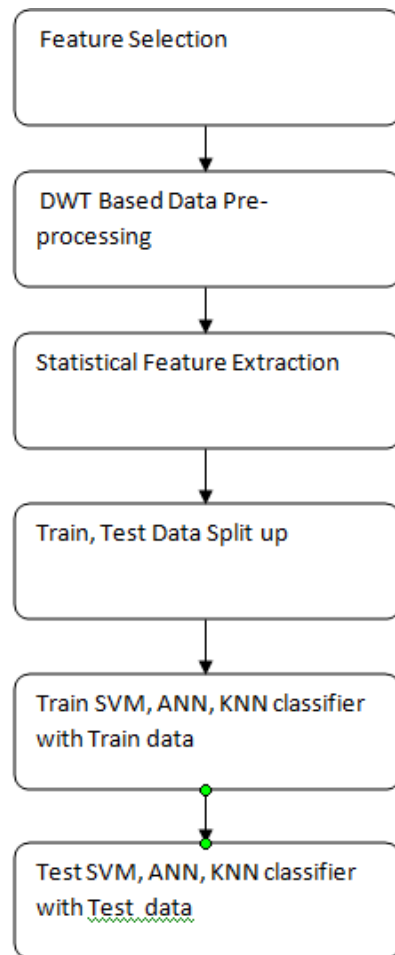 Feature Selection
DWT Based Data Pre-
processing
Statistical Feature Extraction
Train, Test Data Split up
Train SVM, ANN, KNN classifier
with Train data
Test SVM, ANN, KNN classifier
with Test data